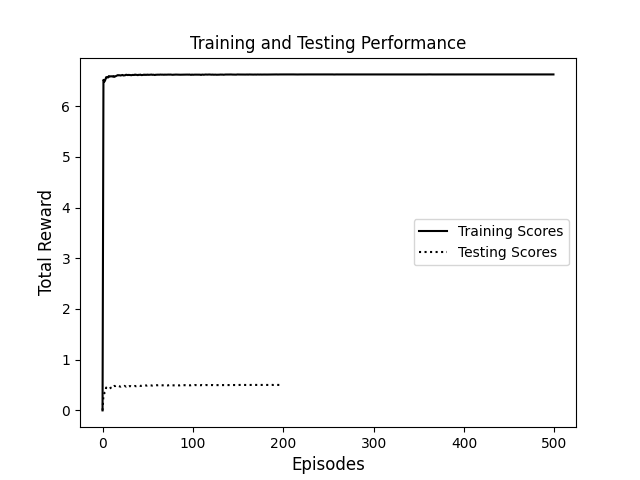 Training and Testing Performance
6
5
4
3
2
1
0
Total Reward
Training Scores
Testing Scores
0 100 200 300 400 500
Episodes